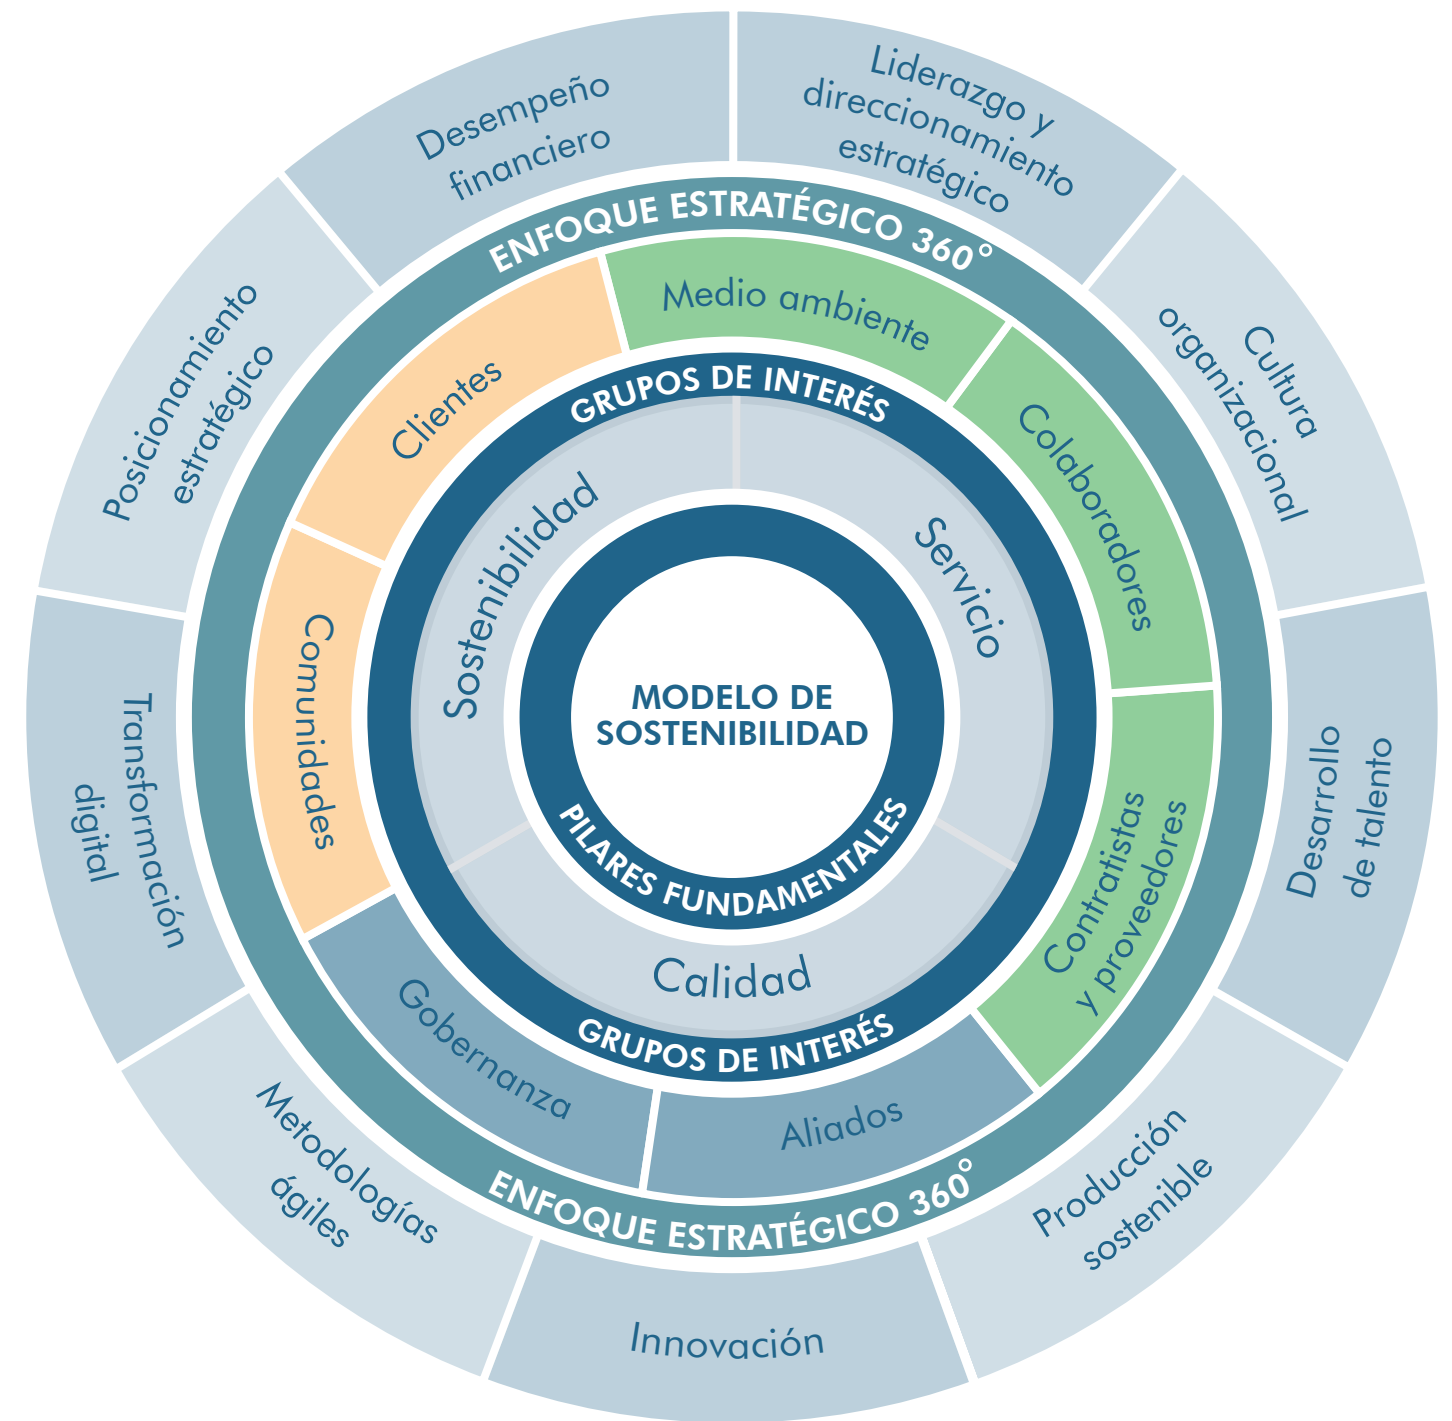 MODELO DE
SOSTENIBILIDAD
PILARES FUNDAMENTALES
Sostenibilidad
Servicio
Calidad
GRUPOS DE INTERÉS
GRUPOS DE INTERÉS
Medio ambiente
Colaboradores
Contratistas
y proveedores
Aliados
Gobernanza
Comunidades
Clientes
ENFOQUE ESTRATÉGICO 360°
ENFOQUE ESTRATÉGICO 360°
Liderazgo y
direccionamiento
estratégico
Cultura
organizacional
Desarrollo
de talento
Producción
sostenible
Innovación
Metodologías
ágiles
Transformación
digital
Posicionamiento
estratégico
Desempeño
financiero